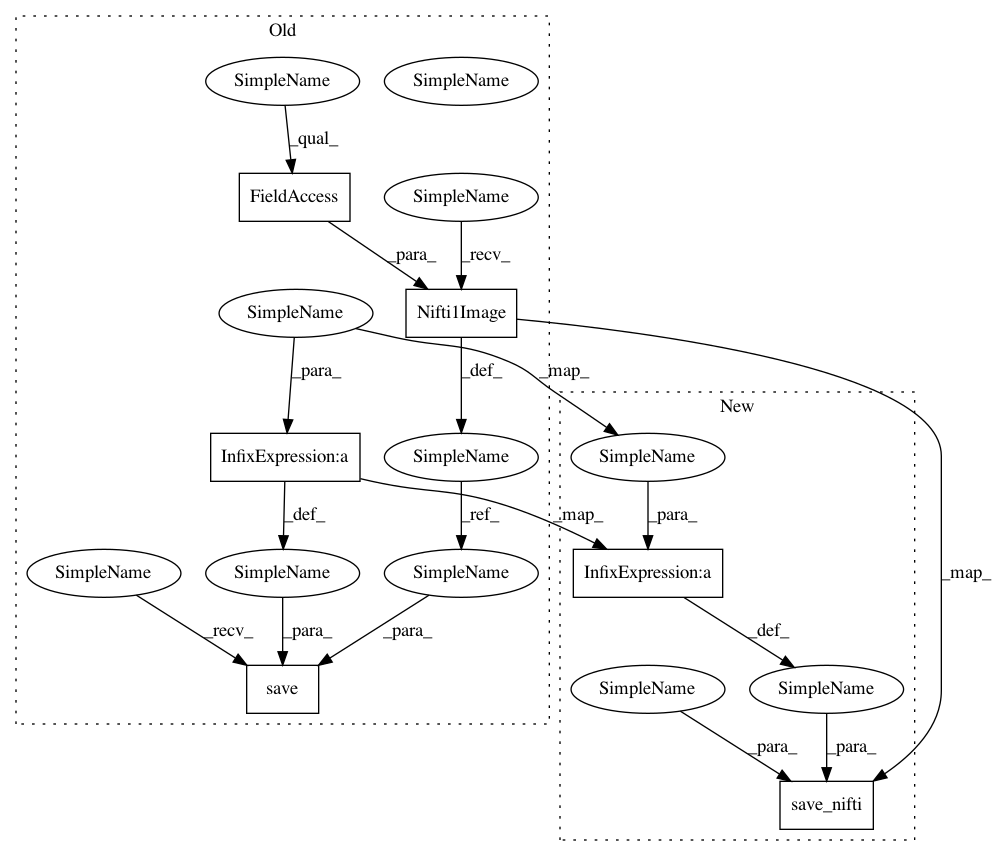 Old
SimpleName
SimpleName
_qual_
FieldAccess
SimpleName
_para_
_recv_
SimpleName
Nifti1Image
_para_
_def_
_map_
New
InfixExpression:a
SimpleName
SimpleName
_def_
_ref_
_map_
_para_
SimpleName
SimpleName
SimpleName
InfixExpression:a
_map_
_recv_
_para_
_para_
_def_
save
SimpleName
SimpleName
_para_
_para_
save_nifti